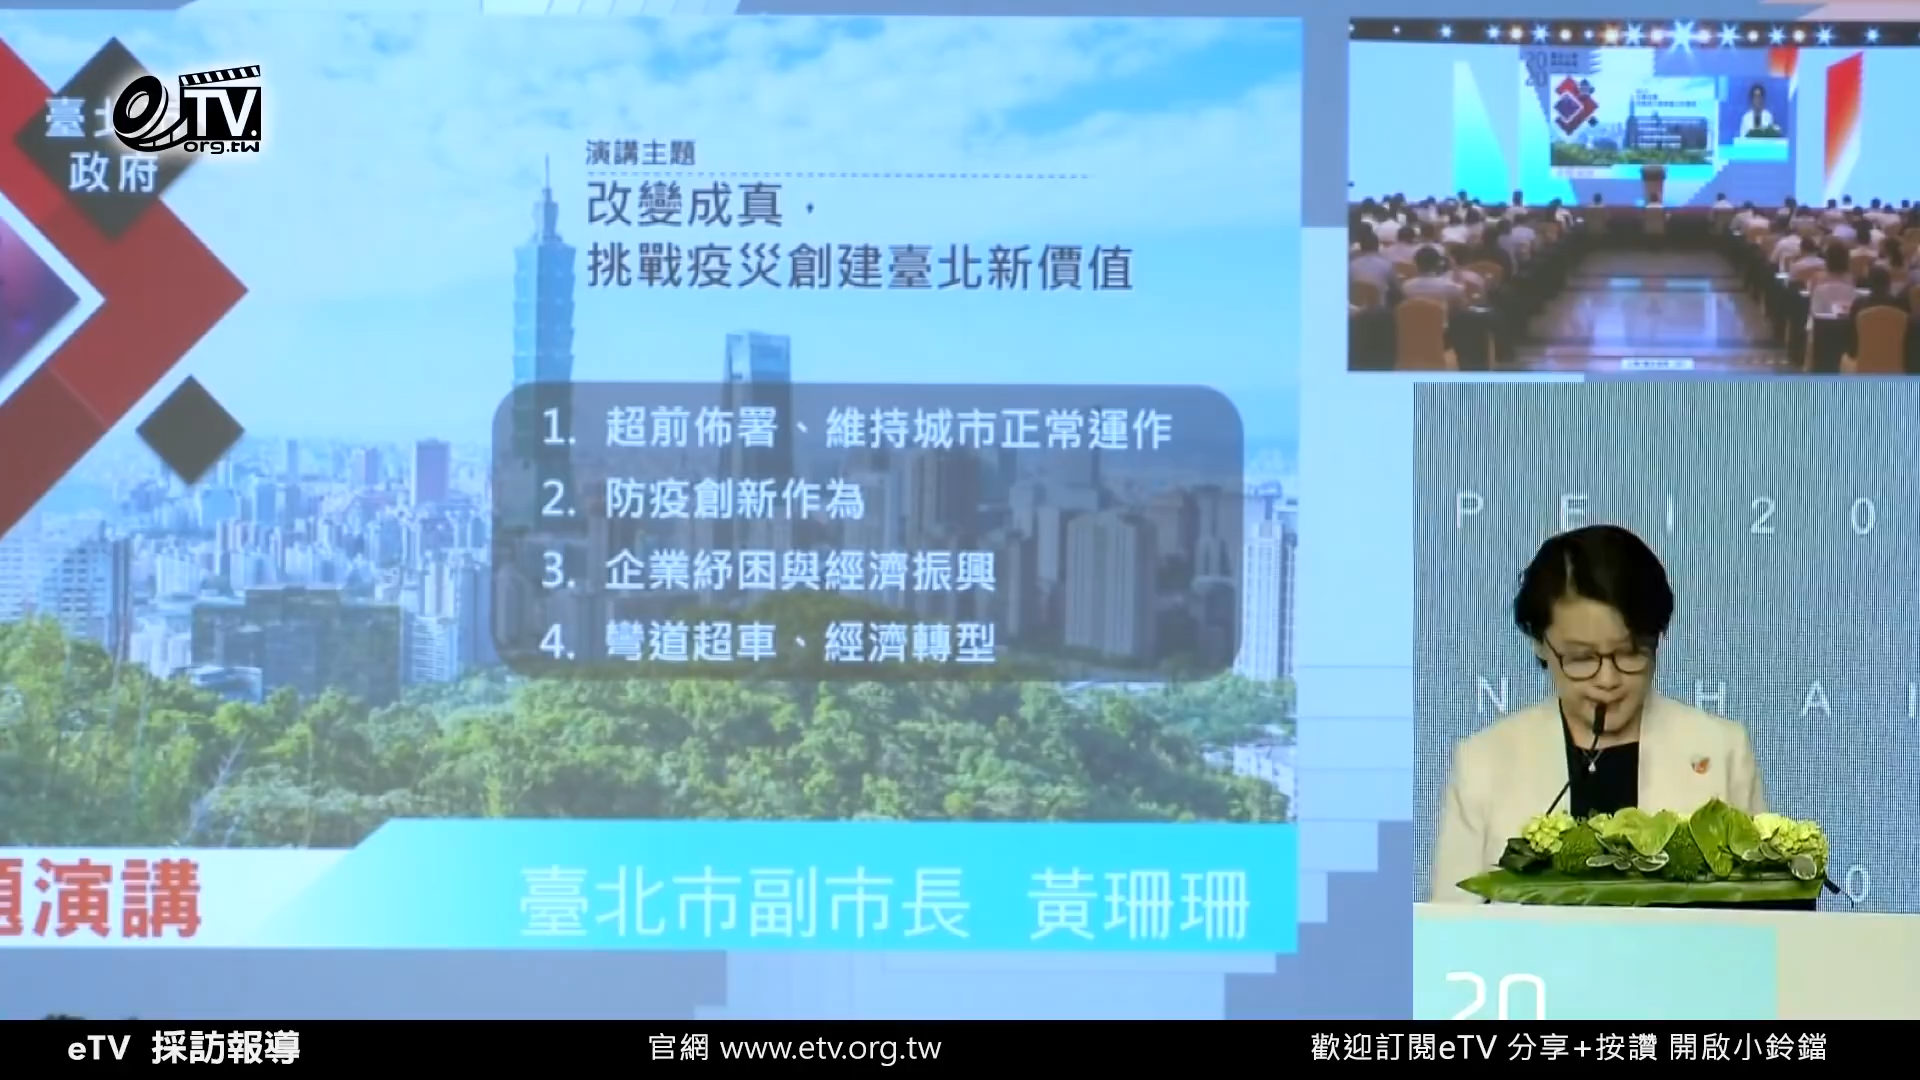 eTV.
org.tw
臺北
政府
演講主題
改變成真，
挑戰疫災創建臺北新價值
1. 超前佈署、維持城市正常運作
2. 防疫創新作為
3. 企業紓困與經濟振興
4. 彎道超車、經濟轉型
題演講
臺北市副市長 黃珊珊
P E I 2 0
N H A I
20
0
eTV 採訪報導
官網 www.etv.org.tw
歡迎訂閱eTV 分享+按讚 開啟小鈴鐺